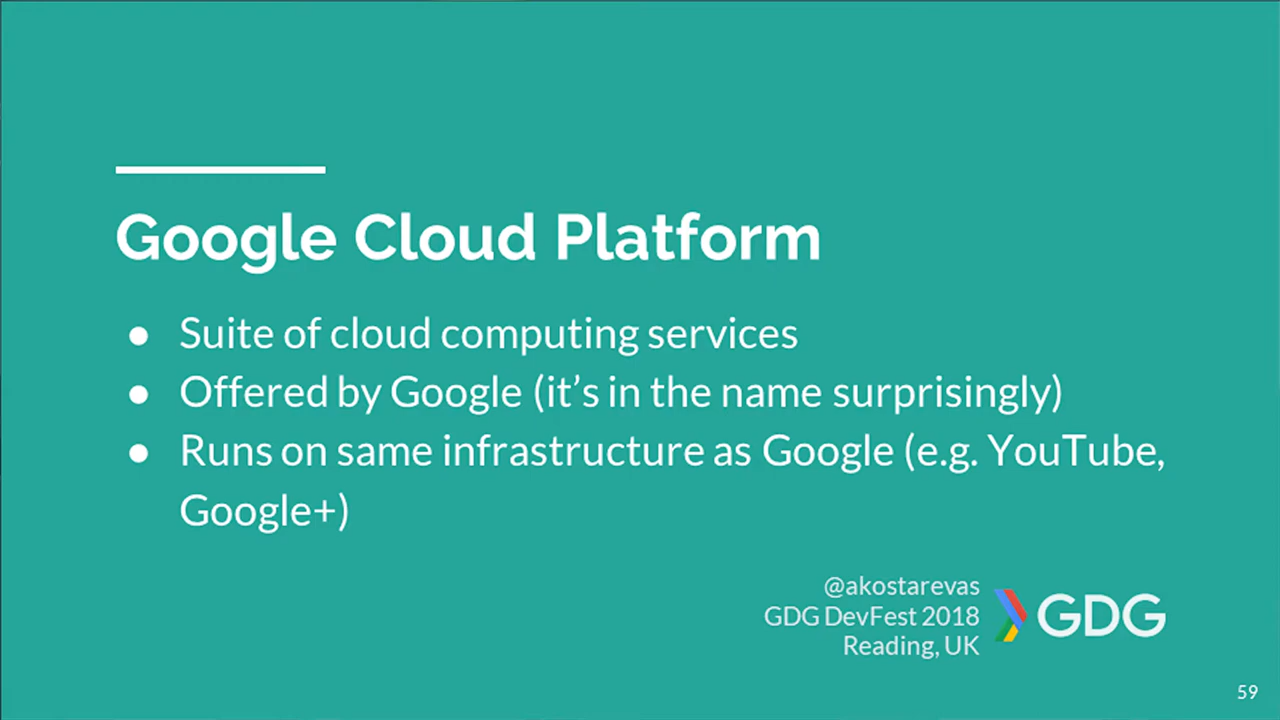 Google Cloud Platform
● Suite of cloud computing services
● Offered by Google (it’s in the name surprisingly)
● Runs on same infrastructure as Google (e.g. YouTube,
Google+)
@akostarevas
GDG DevFest 2018
Reading, UK
GDG
59